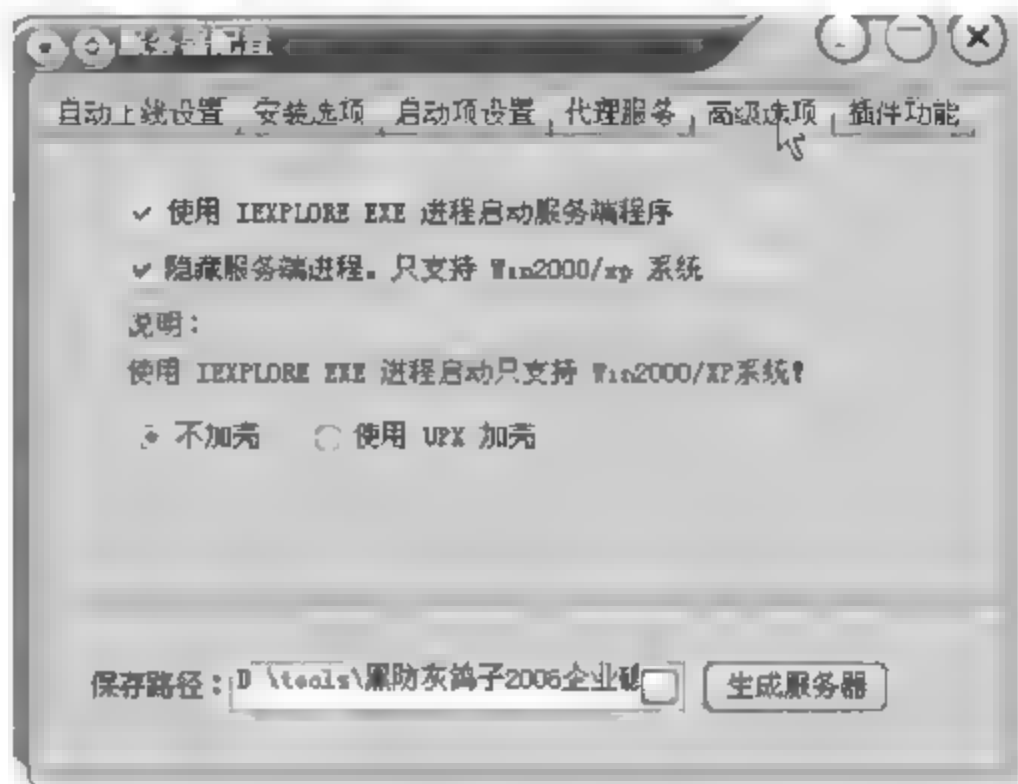 服务器配置
自动上线设置 安装选项 启动项设置 代理服务 高级选项 插件功能
使用 IEXPLORE EXE 进程启动服务端程序
隐藏服务端进程。只支持 Win2000/xp 系统
说明：
使用 IEXPLORE EXE 进程启动只支持 Win2000/XP系统!
不加壳 使用 UPX 加壳
保存路径： D \tools\黑防灰鸽子2006企业 生成服务器